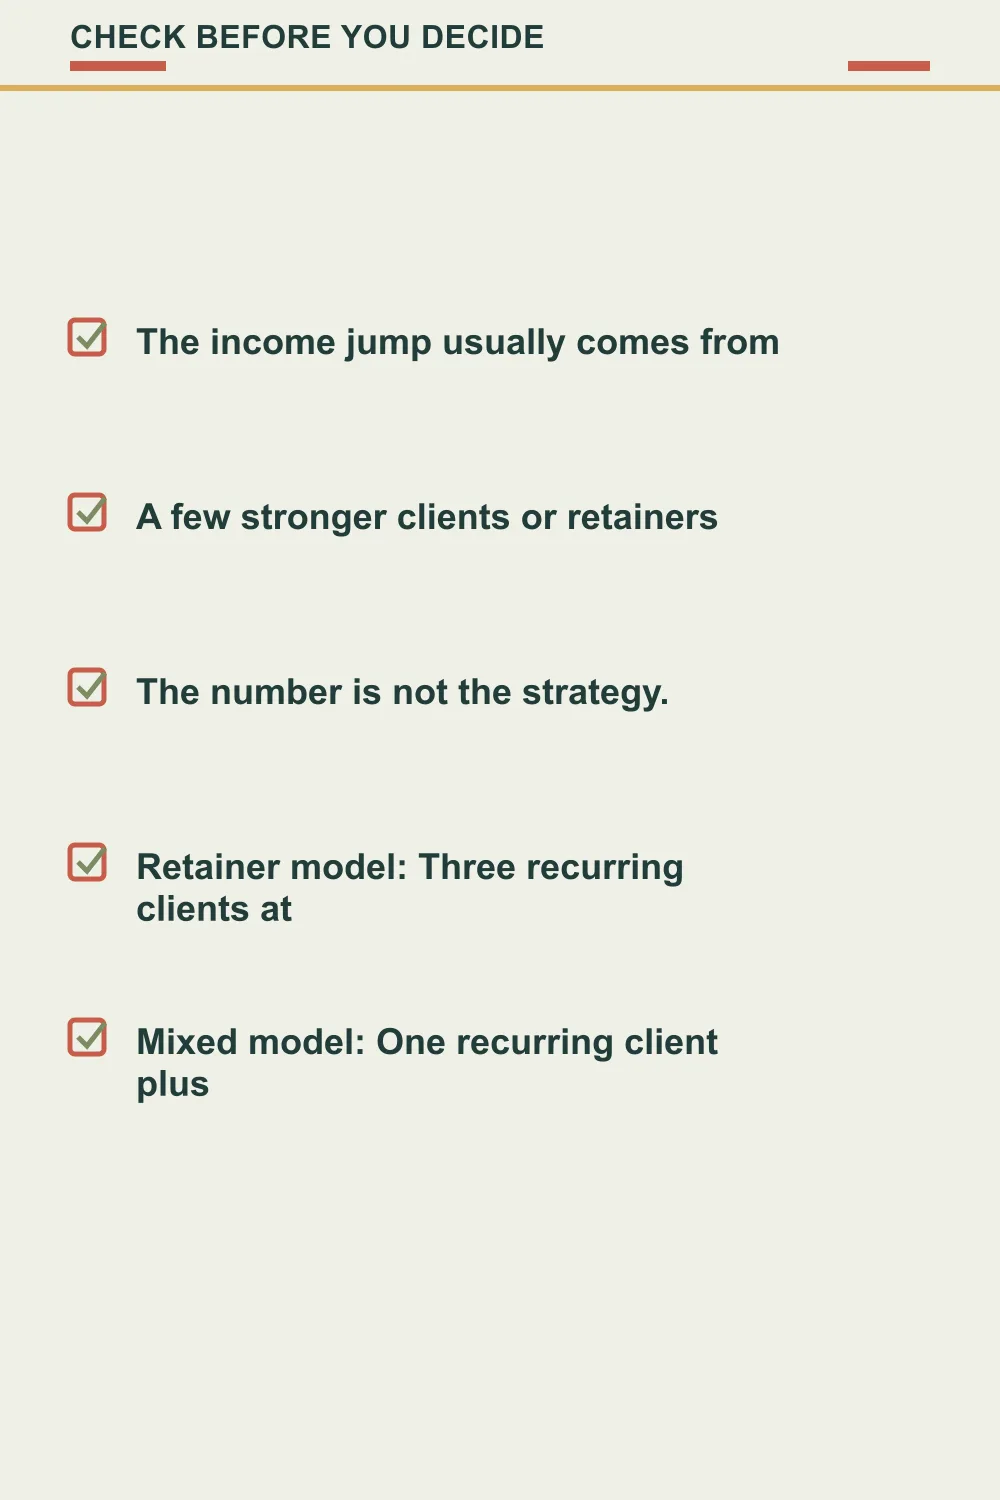 CHECK BEFORE YOU DECIDE
The income jump usually comes from
A few stronger clients or retainers
The number is not the strategy.
Retainer model: Three recurring
clients at
Mixed model: One recurring client
plus